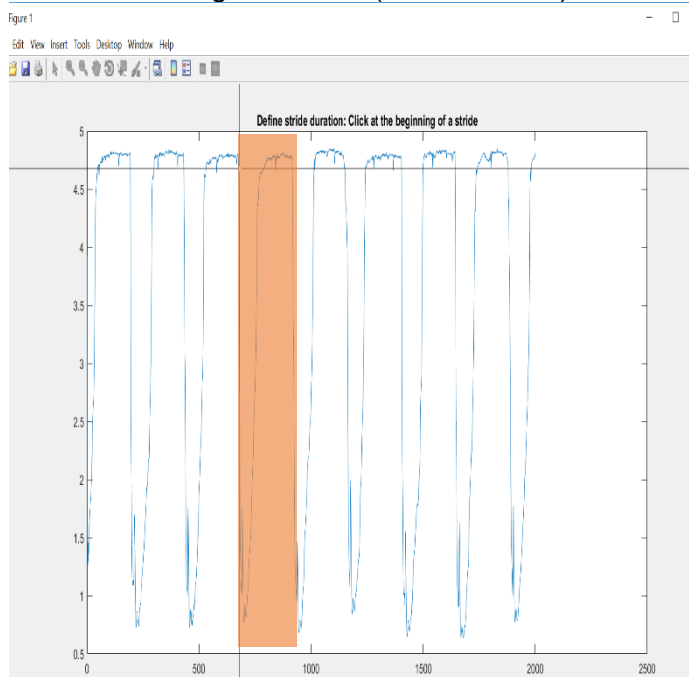 Figure 1
Edit View Insert Tools Desktop Window Help
Define stride duration: Click at the beginning of a stride
5
4.5
4
3.5
3
2.5
2
1.5
1
0.5
0 500 1000 1500 2000 2500